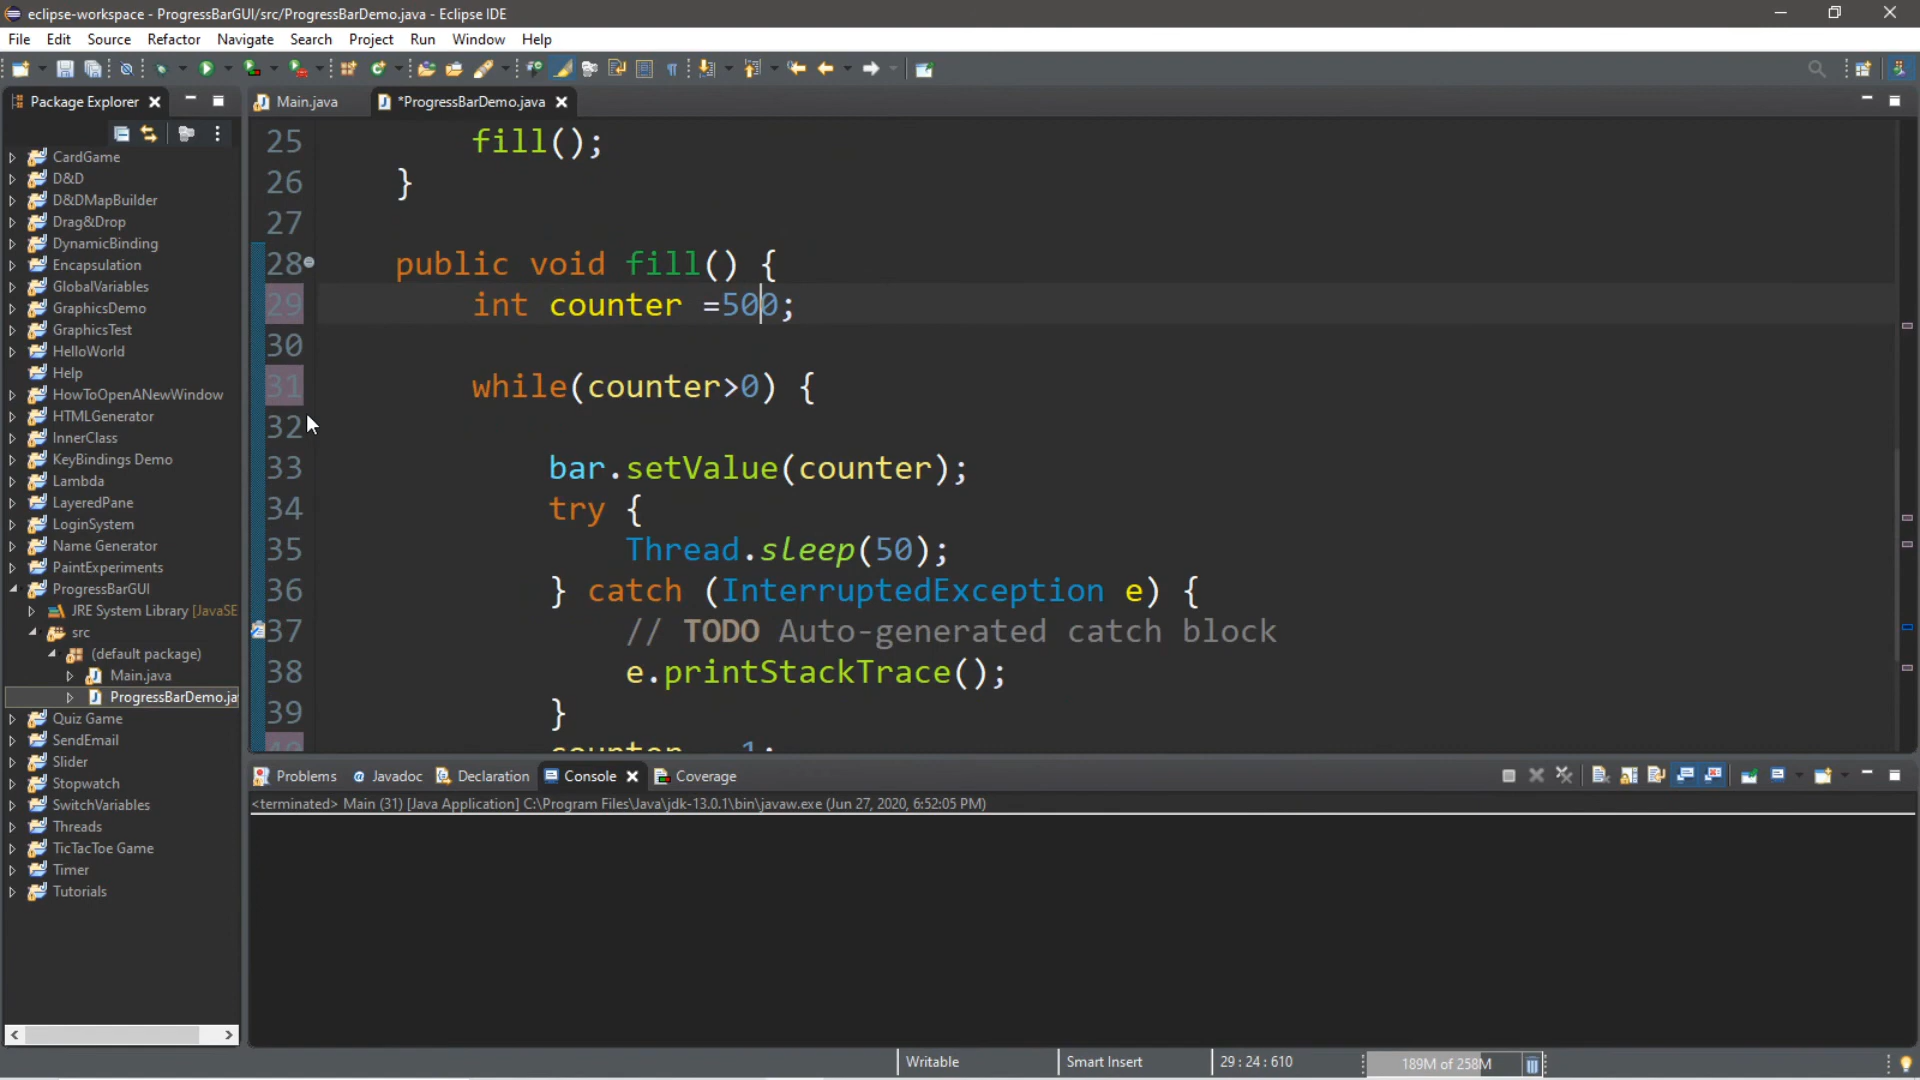 eclipse-workspace - ProgressBarGUI/src/ProgressBarDemo.java - Eclipse IDE
File Edit Source Refactor Navigate Search Project Run Window Help
Package Explorer
Main.java *ProgressBarDemo.java
CardGame
D&D
D&DMapBuilder
Drag&Drop
DynamicBinding
Encapsulation
GlobalVariables
GraphicsDemo
GraphicsTest
HelloWorld
Help
HowToOpenANewWindow
HTMLGenerator
InnerClass
KeyBindings Demo
Lambda
LayeredPane
LoginSystem
Name Generator
PaintExperiments
ProgressBarGUI
JRE System Library [JavaSE
src
(default package)
Main.java
ProgressBarDemo.ja
Quiz Game
SendEmail
Slider
Stopwatch
SwitchVariables
Threads
TicTacToe Game
Timer
Tutorials
25 fill();
26 }
27
28 public void fill() {
29 int counter =500;
30
31 while(counter>0) {
32
33 bar.setValue(counter);
34 try {
35 Thread.sleep(50);
36 } catch (InterruptedException e) {
37 // TODO Auto-generated catch block
38 e.printStackTrace();
39 }
Problems @ Javadoc Declaration Console Coverage
<terminated> Main (31) [Java Application] C:\Program Files\Java\jdk-13.0.1\bin\javaw.exe (Jun 27, 2020, 6:52:05 PM)
Writable Smart Insert 29 : 24 : 610 189M of 258M